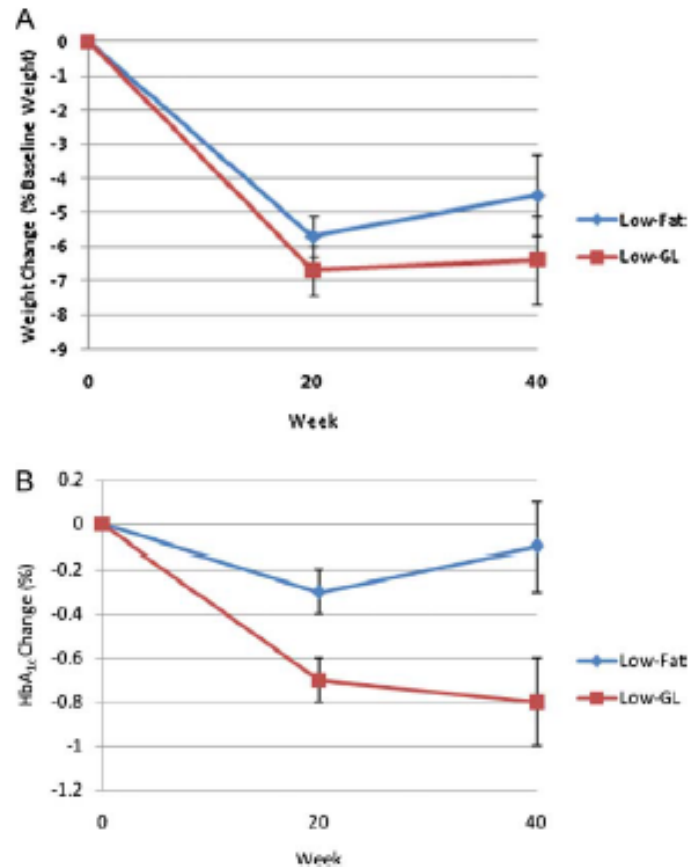 A
Weight Change (% Baseline Weight)
0
-1
-2
-3
-4
-5
-6
-7
-8
-9
0 20 40
Week
Low-Fat
Low-GL
B
HbA1c Change (%)
0.2
0
-0.2
-0.4
-0.6
-0.8
-1
-1.2
0 20 40
Week
Low-Fat
Low-GL